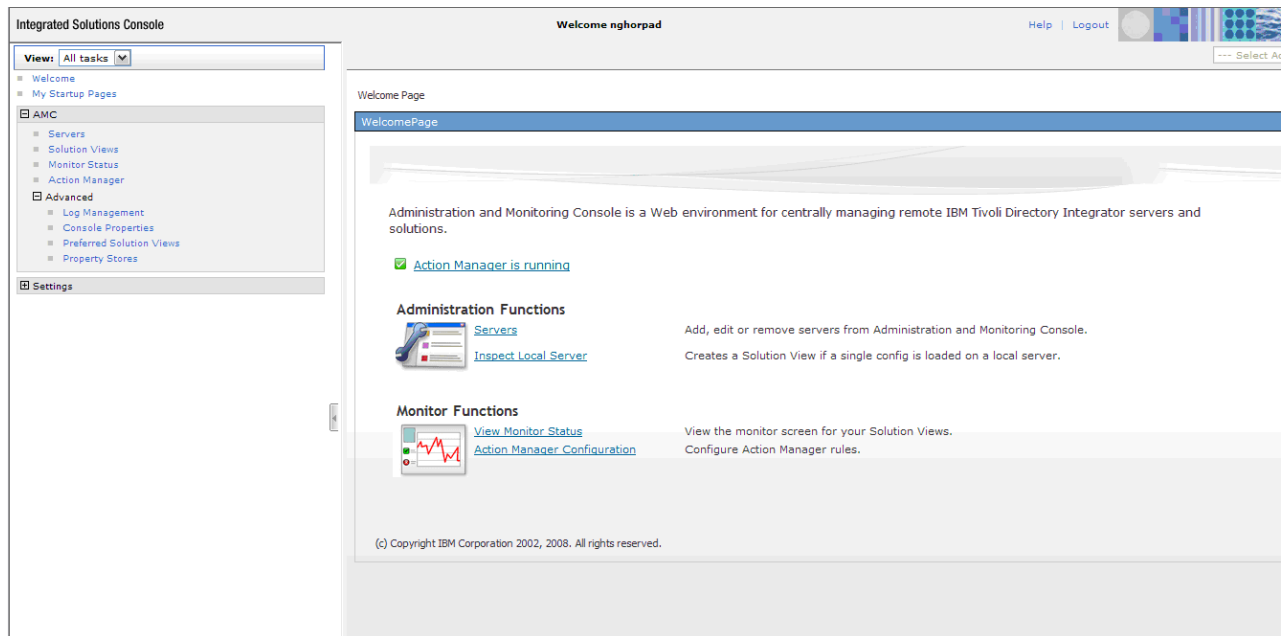 Integrated Solutions Console
Welcome nghorpad
Help | Logout
View: All tasks
--- Select Ac
Welcome
My Startup Pages
AMC
Servers
Solution Views
Monitor Status
Action Manager
Advanced
Log Management
Console Properties
Preferred Solution Views
Property Stores
Settings
Welcome Page
WelcomePage
Administration and Monitoring Console is a Web environment for centrally managing remote IBM Tivoli Directory Integrator servers and
solutions.
Action Manager is running
Administration Functions
Servers Add, edit or remove servers from Administration and Monitoring Console.
Inspect Local Server Creates a Solution View if a single config is loaded on a local server.
Monitor Functions
View Monitor Status View the monitor screen for your Solution Views.
Action Manager Configuration Configure Action Manager rules.
(c) Copyright IBM Corporation 2002, 2008. All rights reserved.